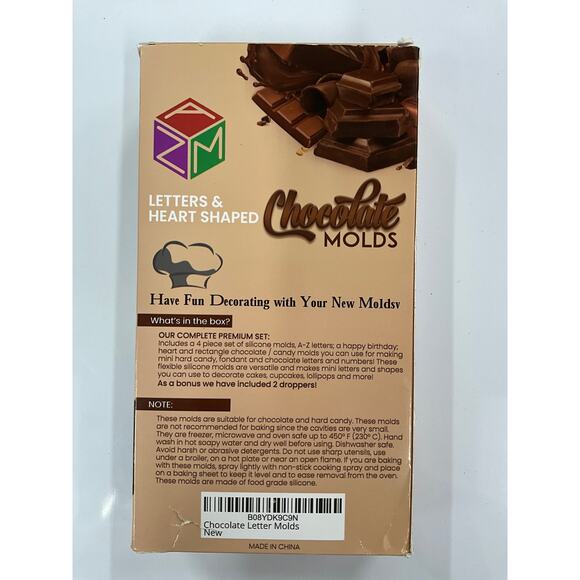 AZM
LETTERS &
HEART SHAPED
Chocolate
MOLDS
Have Fun Decorating with Your New Moldsv
What's in the box?
OUR COMPLETE PREMIUM SET:
Includes a 4 piece set of silicone molds, A-Z letters; a happy birthday;
heart and rectangle chocolate / candy molds you can use for making
mini hard candy, fondant and chocolate letters and numbers! These
flexible silicone molds are versatile and makes mini letters and shapes
you can use to decorate cakes, cupcakes, lollipops and more!
As a bonus we have included 2 droppers!
NOTE:
These molds are suitable for chocolate and hard candy. These molds
are not recommended for baking since the cavities are very small.
They are freezer, microwave and oven safe up to 450° F (230° C). Hand
wash in hot soapy water and dry well before using. Dishwasher safe.
Avoid harsh or abrasive detergents. Do not use sharp utensils, use
under a broiler, on a hot plate or near an open flame. If you are baking
with these molds, spray lightly with non-stick cooking spray and place
on a baking sheet to keep it level and to ease removal from the oven.
These molds are made of food grade silicone.
B08YDK9C9N
Chocolate Letter Molds
New
MADE IN CHINA